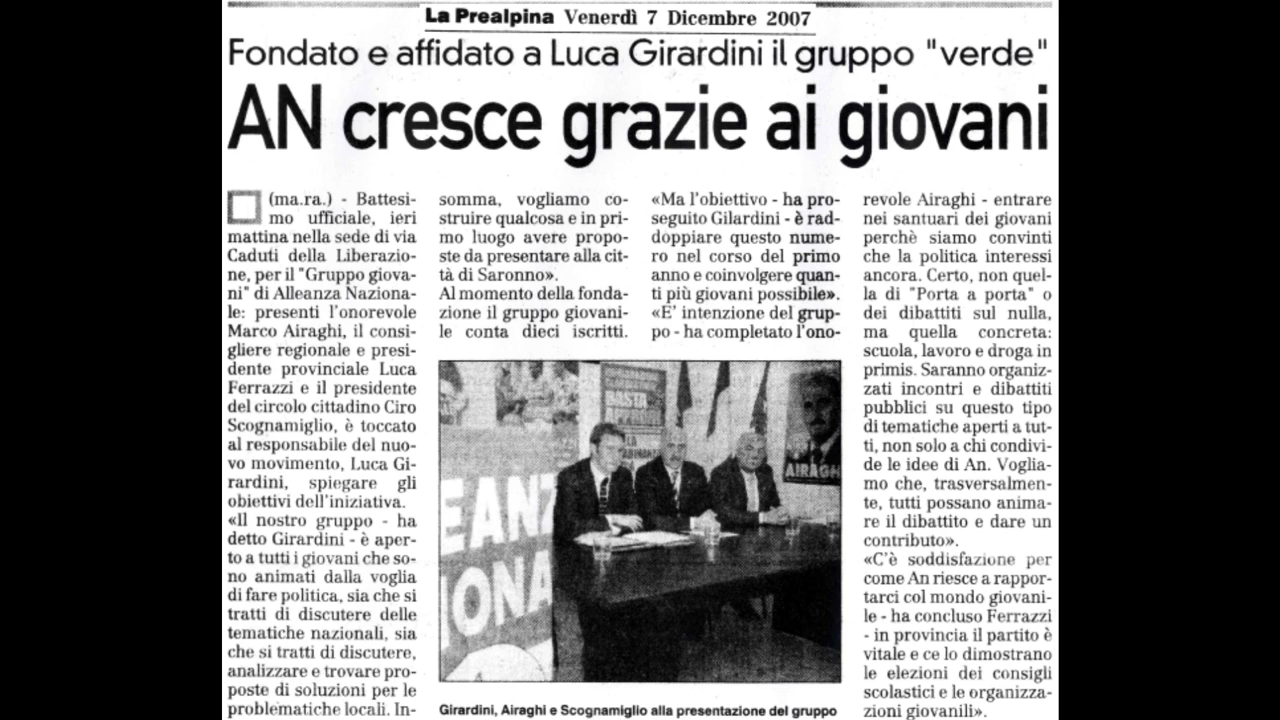 La Prealpina Venerdì 7 Dicembre 2007
Fondato e affidato a Luca Girardini il gruppo "verde"
AN cresce grazie ai giovani
(ma.ra.) - Battesi-
mo ufficiale, ieri
mattina nella sede di via
Caduti della Liberazio-
ne, per il "Gruppo giova-
ni" di Alleanza Naziona-
le: presenti l'onorevole
Marco Airaghi, il consi-
gliere regionale e presi-
dente provinciale Luca
Ferrazzi e il presidente
del circolo cittadino Ciro
Scognamiglio, è toccato
al responsabile del nuo-
vo movimento, Luca Gi-
rardini, spiegare gli
obiettivi dell'iniziativa.
«Il nostro gruppo - ha
detto Girardini - è aper-
to a tutti i giovani che so-
no animati dalla voglia
di fare politica, sia che si
tratti di discutere delle
tematiche nazionali, sia
che si tratti di discutere,
analizzare e trovare pro-
poste di soluzioni per le
problematiche locali. In-
somma, vogliamo co-
struire qualcosa e in pri-
mo luogo avere propo-
ste da presentare alla cit-
tà di Saronno».
Al momento della fonda-
zione il gruppo giovani-
le conta dieci iscritti.
«Ma l'obiettivo - ha pro-
seguito Gilardini - è rad-
doppiare questo nume-
ro nel corso del primo
anno e coinvolgere quan-
ti più giovani possibile».
«E' intenzione del grup-
po - ha completato l'ono-
revole Airaghi - entrare
nei santuari dei giovani
perchè siamo convinti
che la politica interessi
ancora. Certo, non quel-
la di "Porta a porta" o
dei dibattiti sul nulla,
ma quella concreta:
scuola, lavoro e droga in
primis. Saranno organiz-
zati incontri e dibattiti
pubblici su questo tipo
di tematiche aperti a tut-
ti, non solo a chi condivi-
de le idee di An. Voglia-
mo che, trasversalmen-
te, tutti possano anima-
re il dibattito e dare un
contributo».
«C'è soddisfazione per
come An riesce a rappor-
tarci col mondo giovani-
le - ha concluso Ferrazzi
- in provincia il partito è
vitale e ce lo dimostrano
le elezioni dei consigli
scolastici e le organizza-
zioni giovanili».
BASTA
AIRAGH
EANZ
IONA
Girardini, Airaghi e Scognamiglio alla presentazione del gruppo